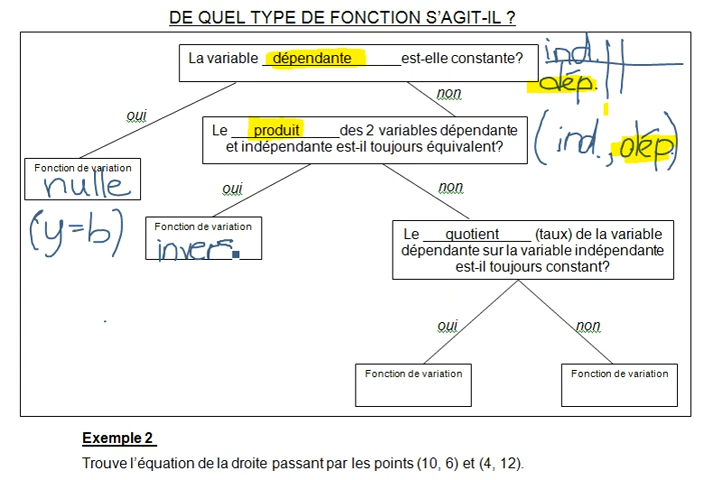 DE QUEL TYPE DE FONCTION S'AGIT-IL ?
La variable dépendante est-elle constante?
ind.
dép.
oui
non
Le produit des 2 variables dépendante
et indépendante est-il toujours équivalent?
(ind., dép.)
Fonction de variation
nulle
(y=b)
oui
non
Fonction de variation
invers
Le quotient (taux) de la variable
dépendante sur la variable indépendante
est-il toujours constant?
oui
non
Fonction de variation
Fonction de variation
Exemple 2
Trouve l'équation de la droite passant par les points (10, 6) et (4, 12).